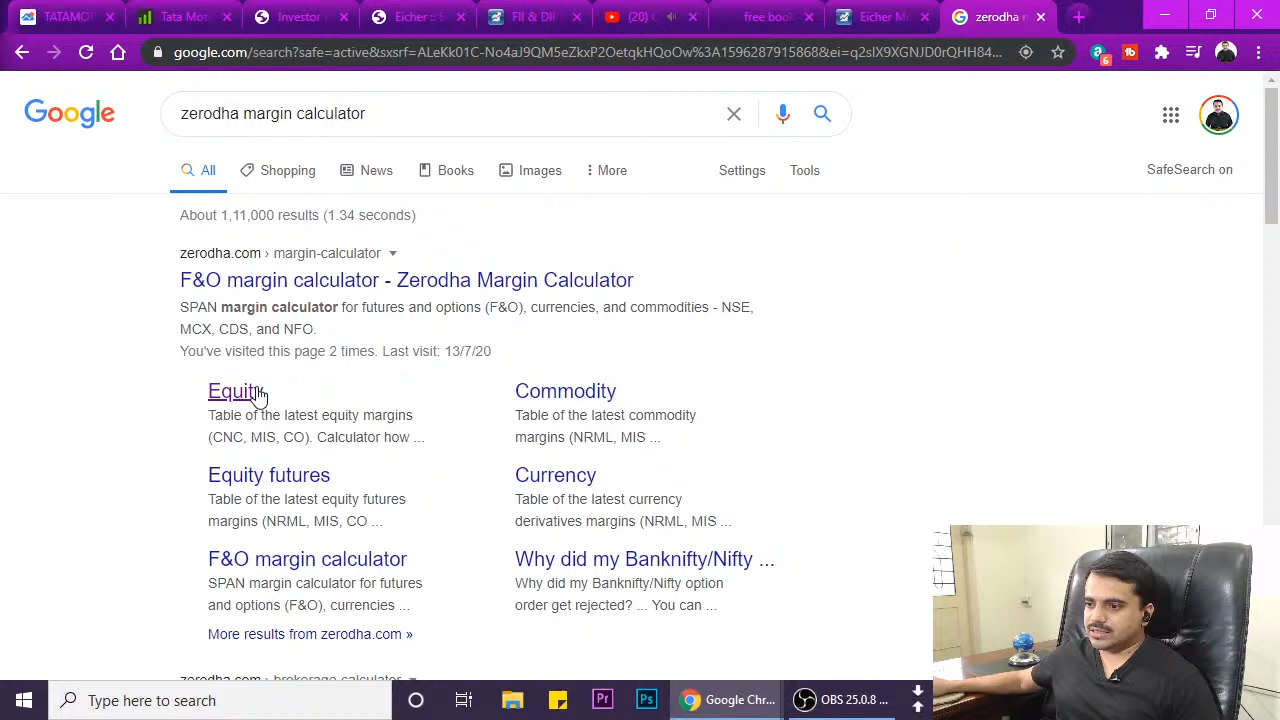 TATAMO
Tata Mot
Investor
Eicher ::
FII & DII
(20)
free boo
Eicher M
zerodha
google.com/search?safe=active&sxsrf=ALeKk01C-No4aJ9QM5eZkxP2OetqkHQoOw%3A1596287915868&ei=q2slX9XGNJD0rQHH84...
6
Google
zerodha margin calculator
All
Shopping
News
Books
Images
More
Settings
Tools
SafeSearch on
About 1,11,000 results (1.34 seconds)
zerodha.com › margin-calculator
F&O margin calculator - Zerodha Margin Calculator
SPAN margin calculator for futures and options (F&O), currencies, and commodities - NSE,
MCX, CDS, and NFO.
You've visited this page 2 times. Last visit: 13/7/20
Equity
Commodity
Table of the latest equity margins
Table of the latest commodity
(CNC, MIS, CO). Calculator how ...
margins (NRML, MIS ...
Equity futures
Currency
Table of the latest equity futures
Table of the latest currency
margins (NRML, MIS, CO ...
derivatives margins (NRML, MIS ...
F&O margin calculator
Why did my Banknifty/Nifty ...
SPAN margin calculator for futures
Why did my Banknifty/Nifty option
and options (F&O), currencies ...
order get rejected? ... You can ...
More results from zerodha.com »
zerodha.com › brokerage-calculator
Type here to search
Pr
Ps
Google Chr...
OBS 25.0.8 ...